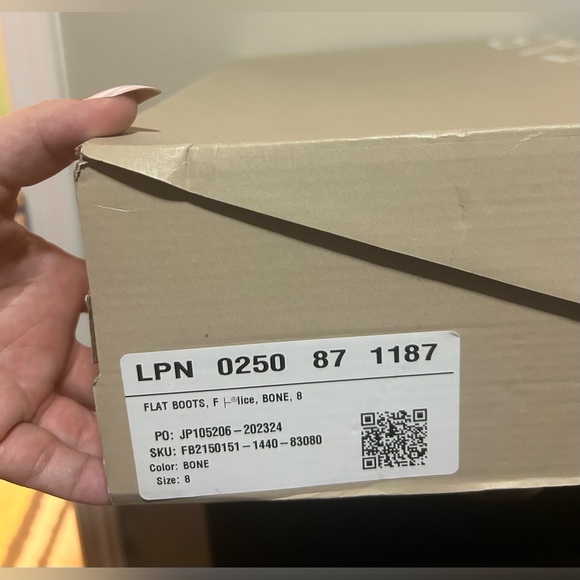 LPN 0250 87 1187
FLAT BOOTS, F ├®lice, BONE, 8
PO: JP105206-202324
SKU: FB2150151-1440-83080
Color: BONE
Size: 8